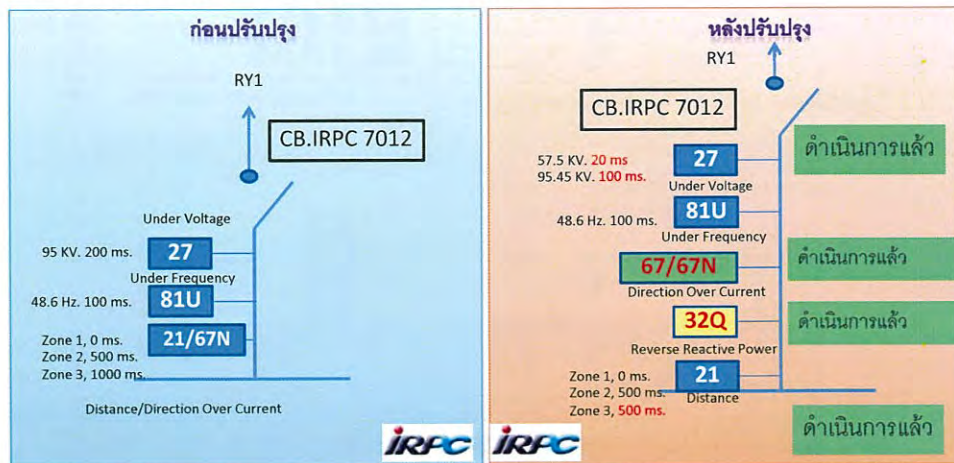 ก่อนปรับปรุง
RY1
CB.IRPC 7012
Under Voltage
95 KV. 200 ms.
27
Under Frequency
48.6 Hz. 100 ms.
81U
21/67N
Zone 1, 0 ms.
Zone 2, 500 ms.
Zone 3, 1000 ms.
Distance/Direction Over Current
IRPC
หลังปรับปรุง
RY1
CB.IRPC 7012
ดำเนินการแล้ว
57.5 KV. 20 ms
95.45 KV. 100 ms.
27
Under Voltage
48.6 Hz. 100 ms.
81U
Under Frequency
67/67N
ดำเนินการแล้ว
Direction Over Current
32Q
ดำเนินการแล้ว
Reverse Reactive Power
Zone 1, 0 ms.
Zone 2, 500 ms.
Zone 3, 500 ms.
21
Distance
ดำเนินการแล้ว
IRPC